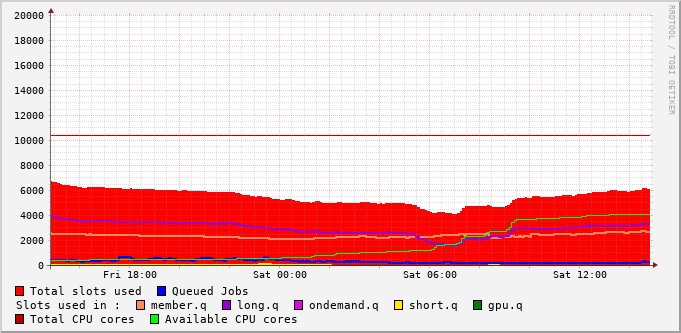 RRDTOOL / TOBI OETIKER
20000
18000
16000
14000
12000
10000
8000
6000
4000
2000
0
Fri 18:00 Sat 00:00 Sat 06:00 Sat 12:00
Total slots used Queued Jobs
Slots used in : member.q long.q ondemand.q short.q gpu.q
Total CPU cores Available CPU cores